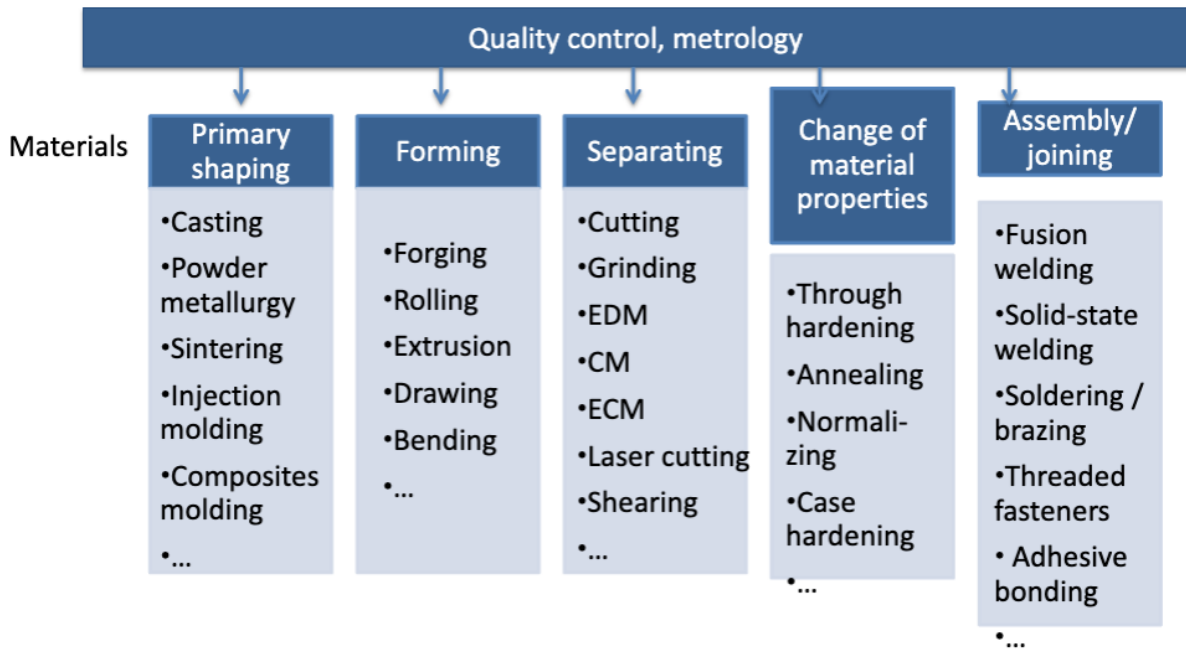 Quality control, metrology
Materials
Primary
shaping
•Casting
•Powder
metallurgy
•Sintering
•Injection
molding
•Composites
molding
•...
Forming
•Forging
•Rolling
•Extrusion
•Drawing
•Bending
•...
Separating
•Cutting
•Grinding
•EDM
•CM
•ECM
•Laser cutting
•Shearing
•...
Change of
material
properties
•Through
hardening
•Annealing
•Normali-
zing
•Case
hardening
•...
Assembly/
joining
•Fusion
welding
•Solid-state
welding
•Soldering /
brazing
•Threaded
fasteners
• Adhesive
bonding
•...